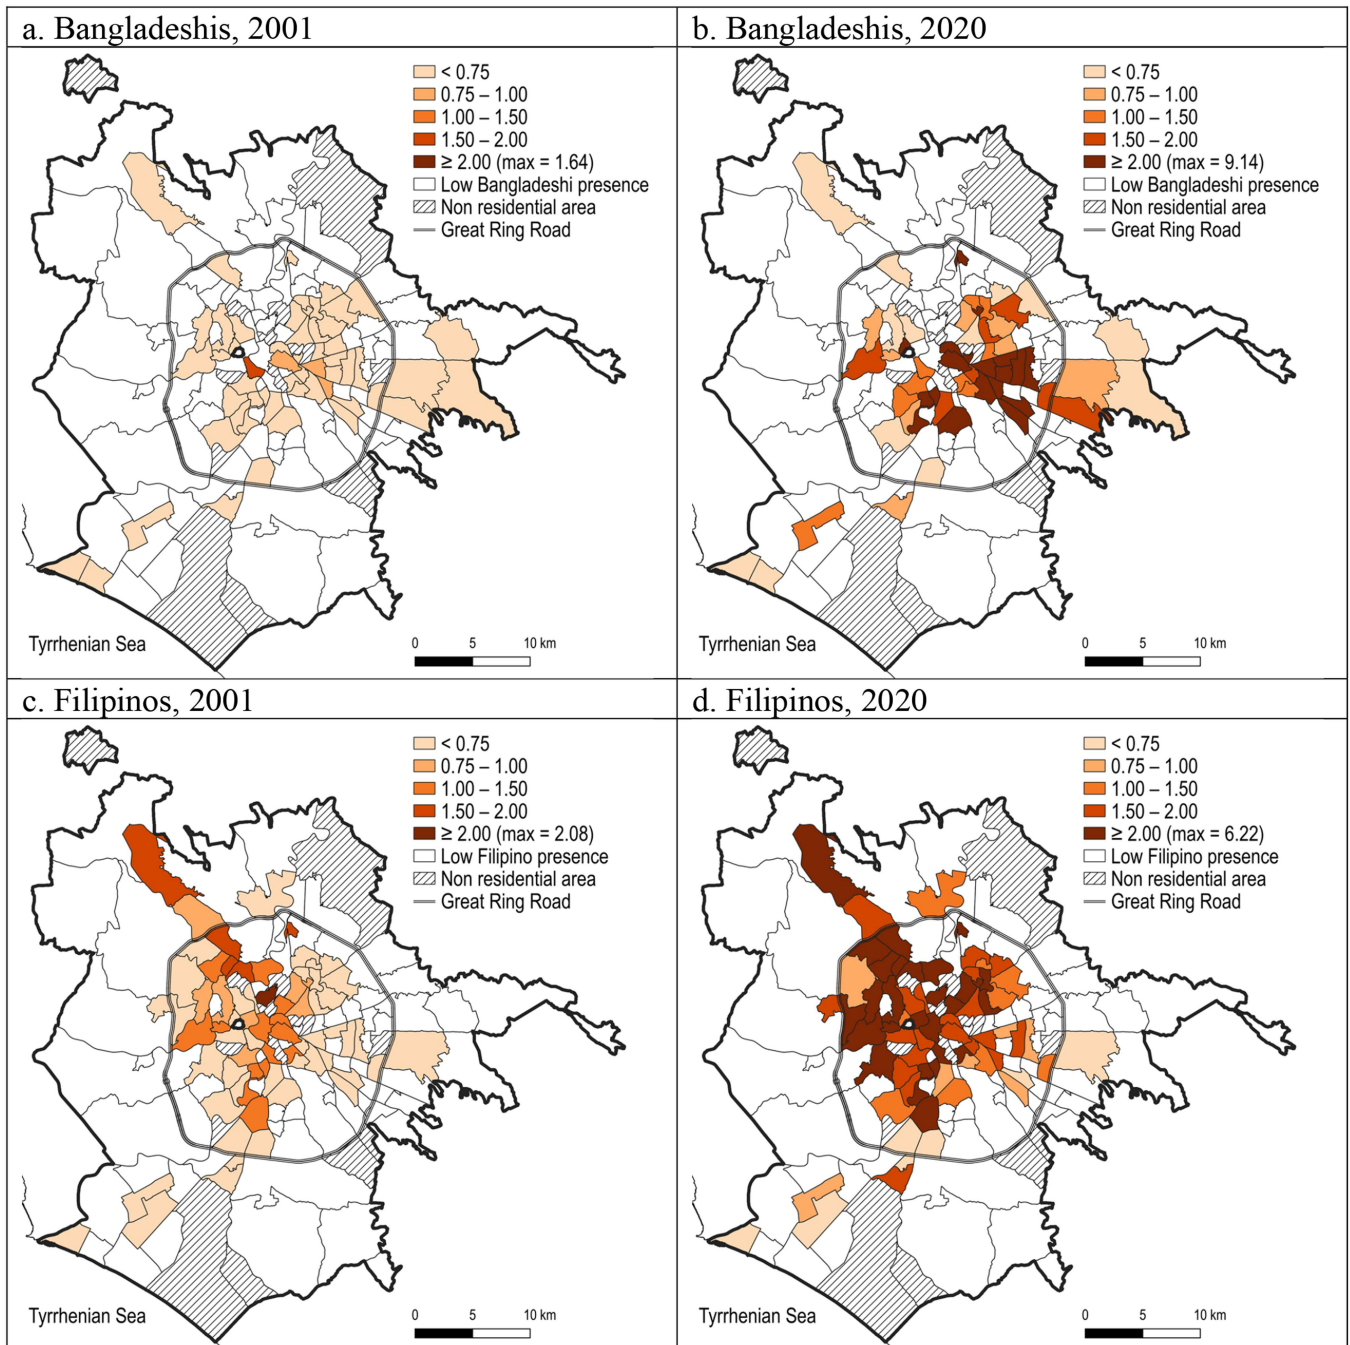 a. Bangladeshis, 2001
< 0.75
0.75 – 1.00
1.00 – 1.50
1.50 – 2.00
≥ 2.00 (max = 1.64)
Low Bangladeshi presence
Non residential area
Great Ring Road
Tyrrhenian Sea
0 5 10 km
b. Bangladeshis, 2020
< 0.75
0.75 – 1.00
1.00 – 1.50
1.50 – 2.00
≥ 2.00 (max = 9.14)
Low Bangladeshi presence
Non residential area
Great Ring Road
Tyrrhenian Sea
0 5 10 km
c. Filipinos, 2001
< 0.75
0.75 – 1.00
1.00 – 1.50
1.50 – 2.00
≥ 2.00 (max = 2.08)
Low Filipino presence
Non residential area
Great Ring Road
Tyrrhenian Sea
0 5 10 km
d. Filipinos, 2020
< 0.75
0.75 – 1.00
1.00 – 1.50
1.50 – 2.00
≥ 2.00 (max = 6.22)
Low Filipino presence
Non residential area
Great Ring Road
Tyrrhenian Sea
0 5 10 km